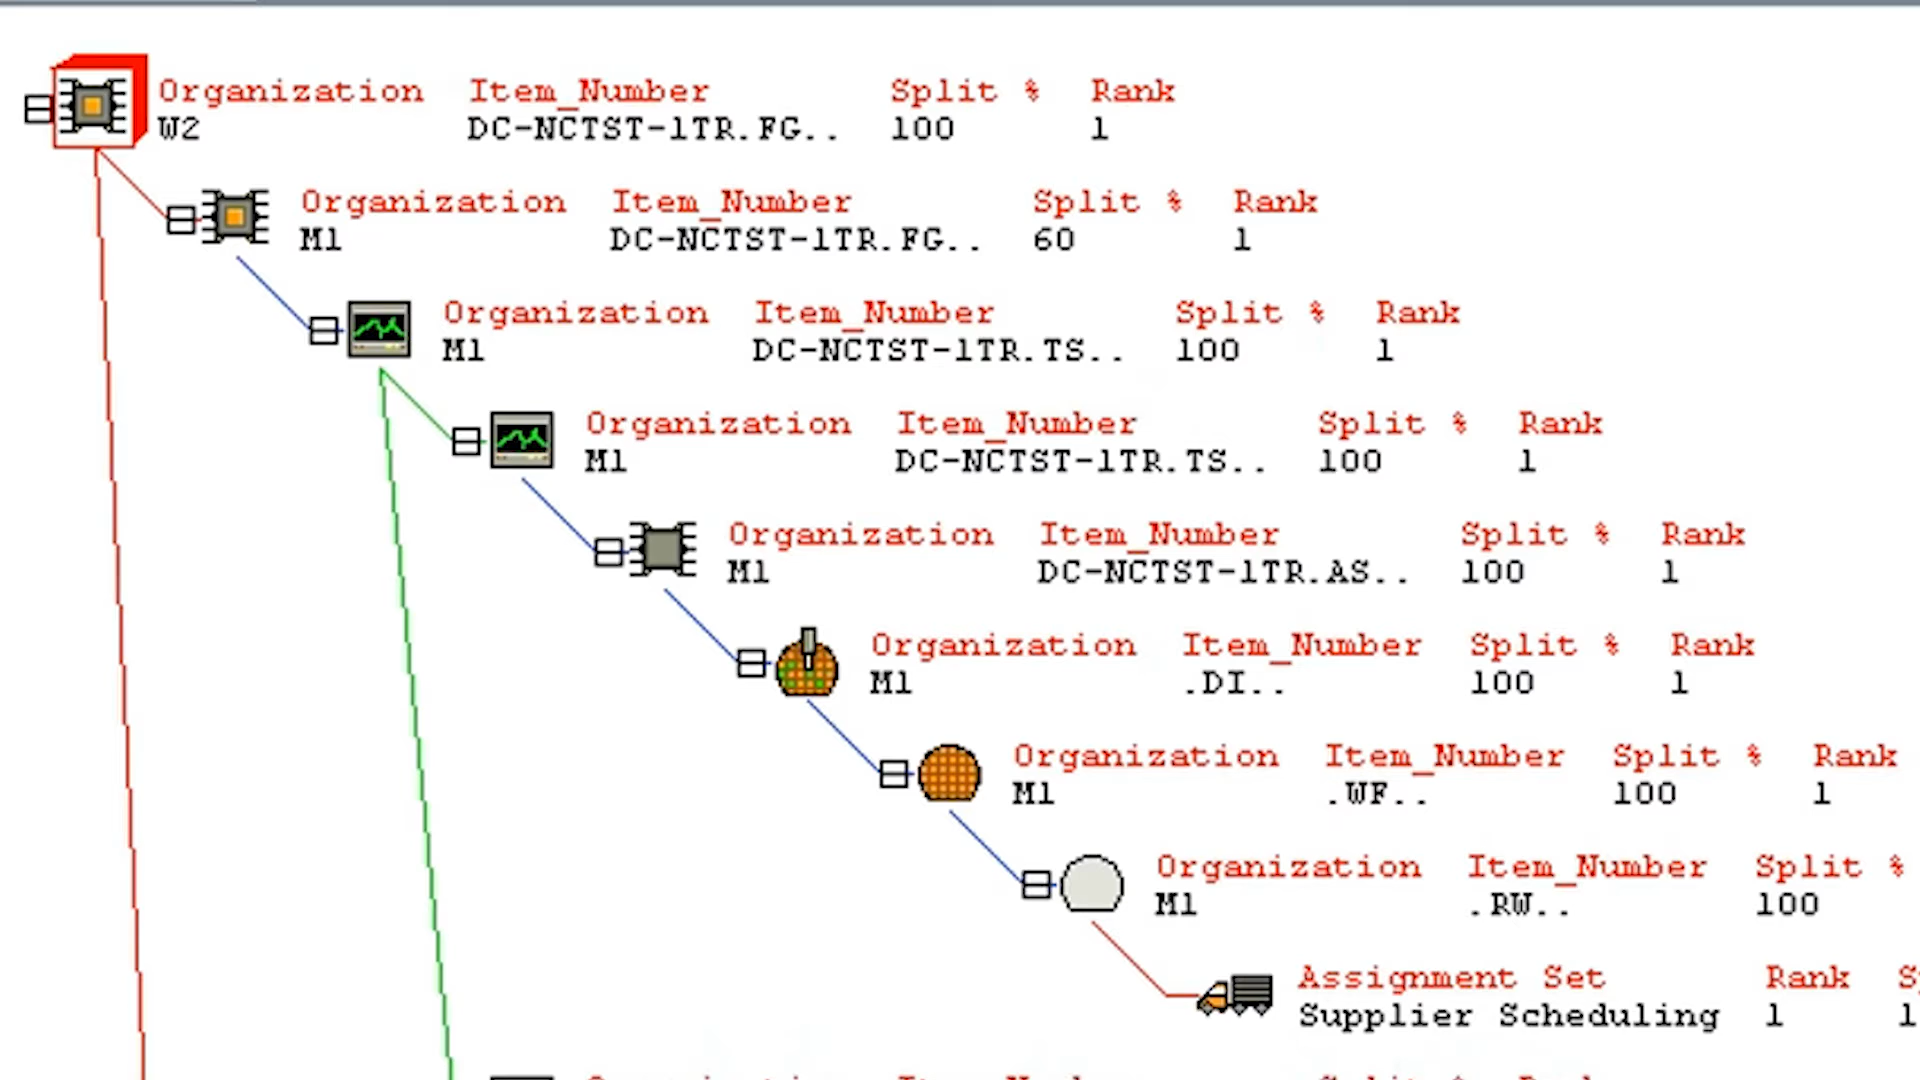 Organization Item_Number Split % Rank
W2 DC-NCTST-1TR.FG.. 100 1
Organization Item_Number Split % Rank
M1 DC-NCTST-1TR.FG.. 60 1
Organization Item_Number Split % Rank
M1 DC-NCTST-1TR.TS.. 100 1
Organization Item_Number Split % Rank
M1 DC-NCTST-1TR.TS.. 100 1
Organization Item_Number Split % Rank
M1 DC-NCTST-1TR.AS.. 100 1
Organization Item_Number Split % Rank
M1 .DI.. 100 1
Organization Item_Number Split % Rank
M1 .WF.. 100 1
Organization Item_Number Split %
M1 .RW.. 100
Assignment Set Rank
Supplier Scheduling 1 1